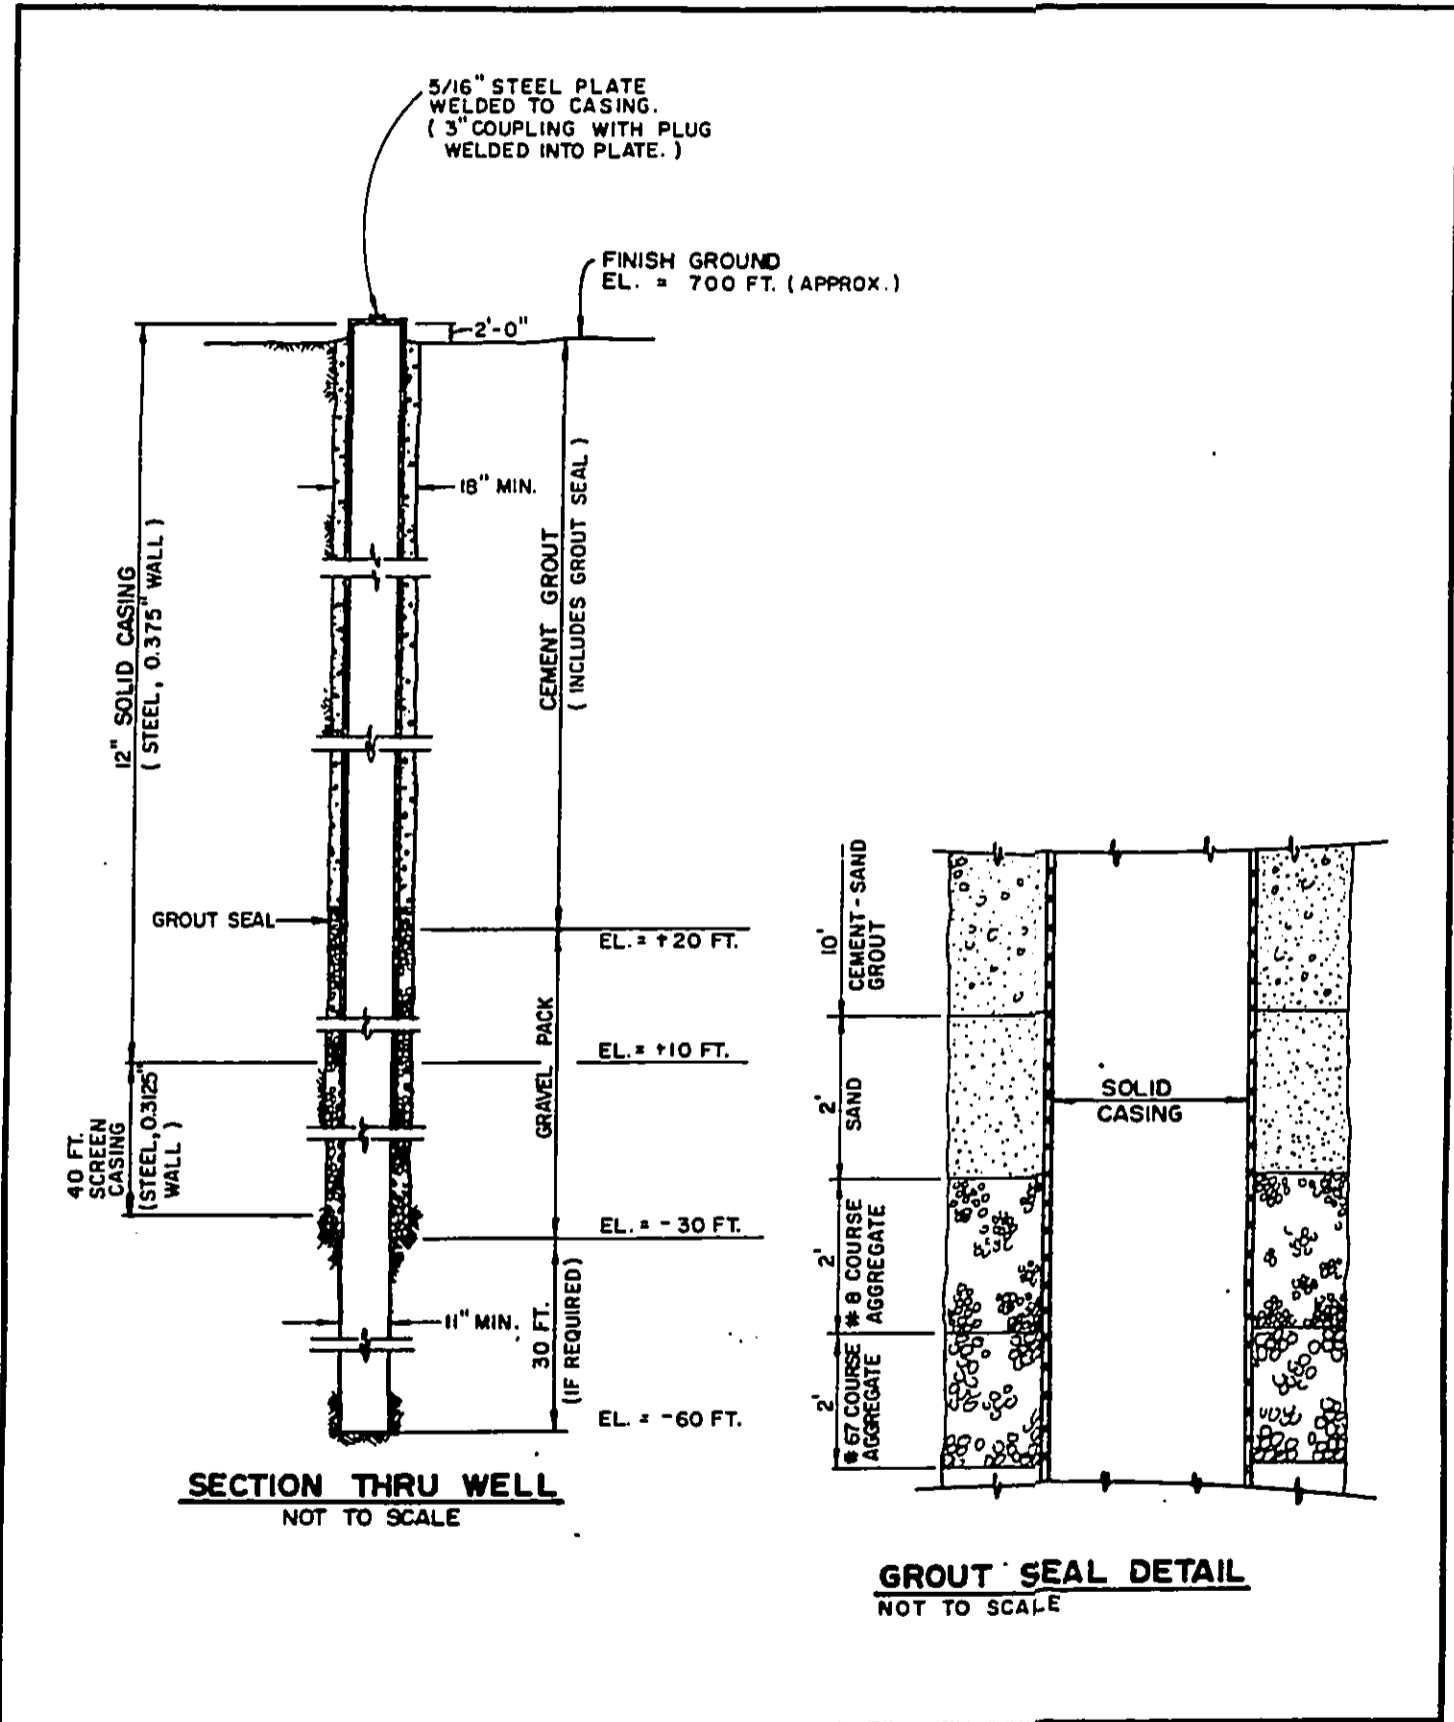 5/16" STEEL PLATE
WELDED TO CASING.
( 3" COUPLING WITH PLUG
WELDED INTO PLATE. )
FINISH GROUND
EL. = 700 FT. ( APPROX. )
2'-0"
18" MIN.
12" SOLID CASING
( STEEL, 0.375" WALL )
CEMENT GROUT
( INCLUDES GROUT SEAL )
GROUT SEAL
EL. = +20 FT.
EL. = +10 FT.
GRAVEL PACK
40 FT.
SCREEN
CASING
(STEEL, 0.3125"
WALL )
EL. = -30 FT.
11" MIN.
30 FT.
(IF REQUIRED)
EL. = -60 FT.
SECTION THRU WELL
NOT TO SCALE
10'
CEMENT-SAND
GROUT
2'
SAND
SOLID
CASING
2'
#8 COURSE
AGGREGATE
2'
#67 COURSE
AGGREGATE
GROUT SEAL DETAIL
NOT TO SCALE